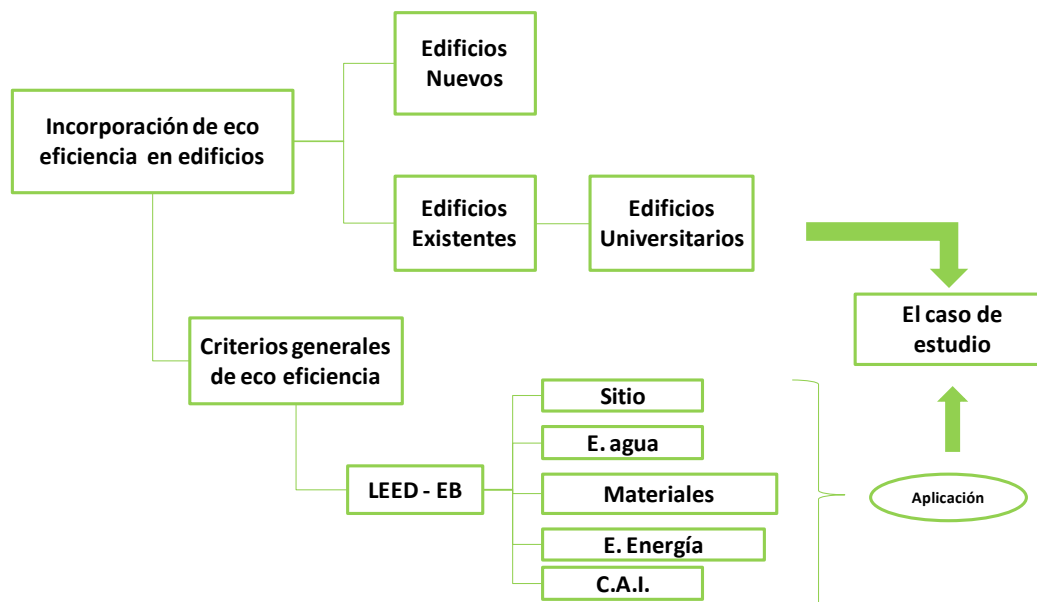 Edificios
Nuevos
Incorporación de eco
eficiencia en edificios
Edificios
Existentes
Edificios
Universitarios
El caso de
estudio
Criterios generales
de eco eficiencia
Sitio
E. agua
LEED - EB
Materiales
Aplicación
E. Energía
C.A.I.